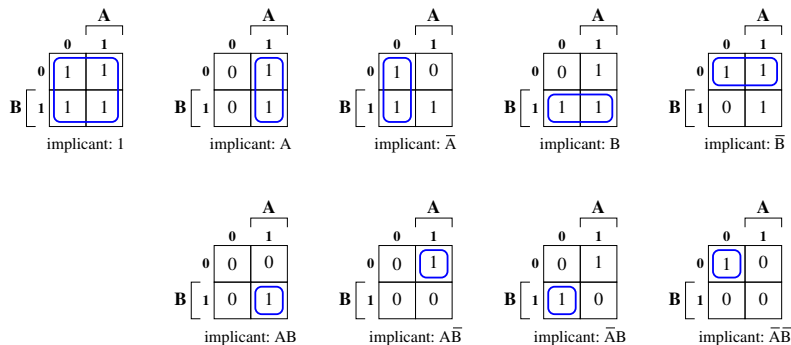 A A A A A
0 1 0 1 0 1 0 1 0 1
0 1 1 0 0 1 0 1 0 0 0 1 0 1 1
B 1 1 1 B 1 0 1 B 1 1 1 B 1 1 1 B 1 0 1
implicant: 1 implicant: A implicant: A̅ implicant: B implicant: B̅
A A A A
0 1 0 1 0 1 0 1
0 0 0 0 0 1 0 0 1 0 1 0
B 1 0 1 B 1 0 0 B 1 1 0 B 1 0 0
implicant: AB implicant: AB̅ implicant: A̅B implicant: A̅B̅